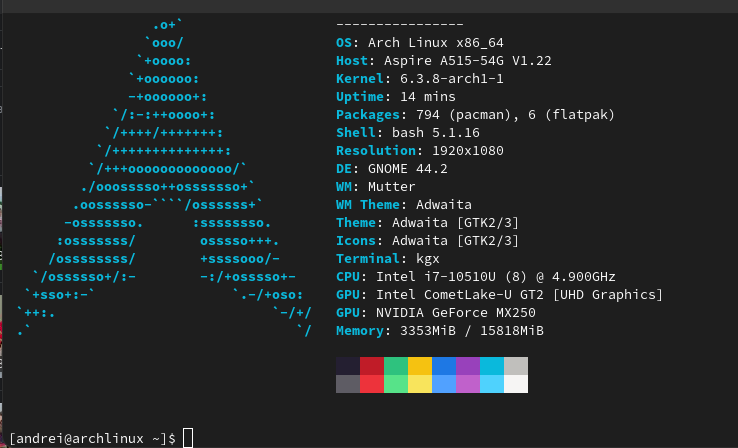 .o+`                    ----------------
                `ooo/                    OS: Arch Linux x86_64
               `+oooo:                   Host: Aspire A515-54G V1.22
              `+oooooo:                  Kernel: 6.3.8-arch1-1
              -+oooooo+:                 Uptime: 14 mins
            `/:-:++oooo+:                Packages: 794 (pacman), 6 (flatpak)
           `/++++/+++++++:               Shell: bash 5.1.16
          `/++++++++++++++:              Resolution: 1920x1080
         `/+++ooooooooooooo/`            DE: GNOME 44.2
        ./ooosssso++osssssso+`           WM: Mutter
       .oossssso-````/ossssss+`          WM Theme: Adwaita
      -osssssso.      :ssssssso.         Theme: Adwaita [GTK2/3]
     :osssssss/        osssso+++.        Icons: Adwaita [GTK2/3]
    /ossssssss/        +ssssooo/-        Terminal: kgx
  `/ossssso+/:-        -:/+osssso+-      CPU: Intel i7-10510U (8) @ 4.900GHz
 `+sso+:-`                 `.-/+oso:     GPU: Intel CometLake-U GT2 [UHD Graphics]
`++:.                           `-/+/    GPU: NVIDIA GeForce MX250
.`                                 `/    Memory: 3353MiB / 15818MiB
[andrei@archlinux ~]$